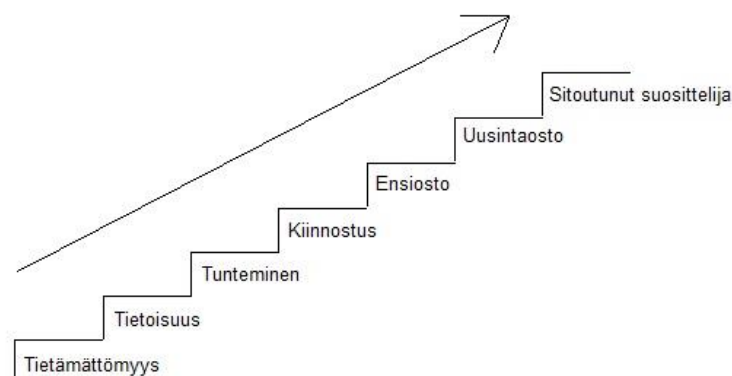 Sitoutunut suosittelija
Uusintaosto
Ensiosto
Kiinnostus
Tunteminen
Tietoisuus
Tietämättömyys